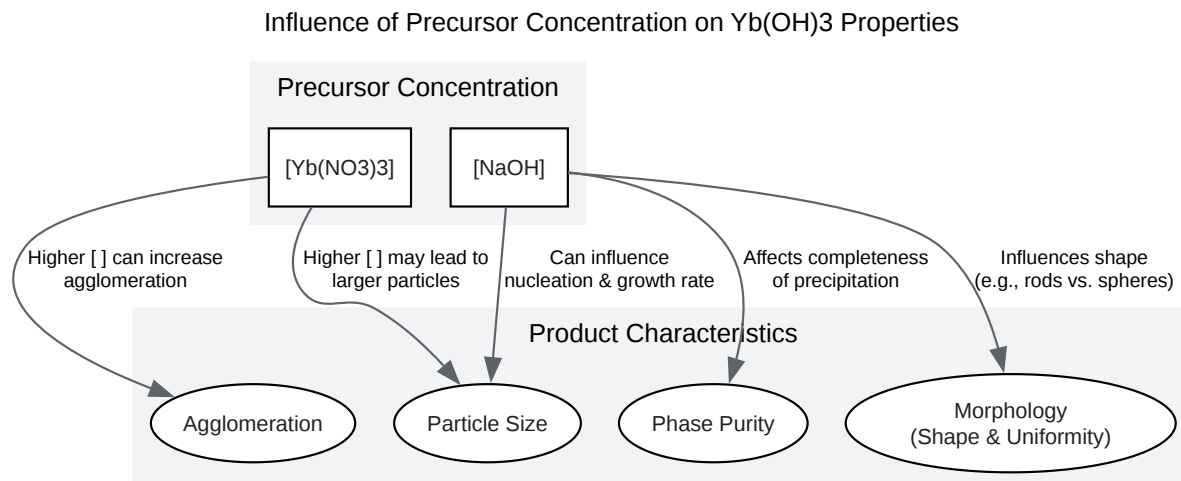 Influence of Precursor Concentration on Yb(OH)3 Properties
Precursor Concentration
[Yb(NO3)3]
[NaOH]
Higher [ ] can increase
agglomeration
Higher [ ] may lead to
larger particles
Can influence
nucleation & growth rate
Affects completeness
of precipitation
Influences shape
(e.g., rods vs. spheres)
Product Characteristics
Agglomeration
Particle Size
Phase Purity
Morphology
(Shape & Uniformity)